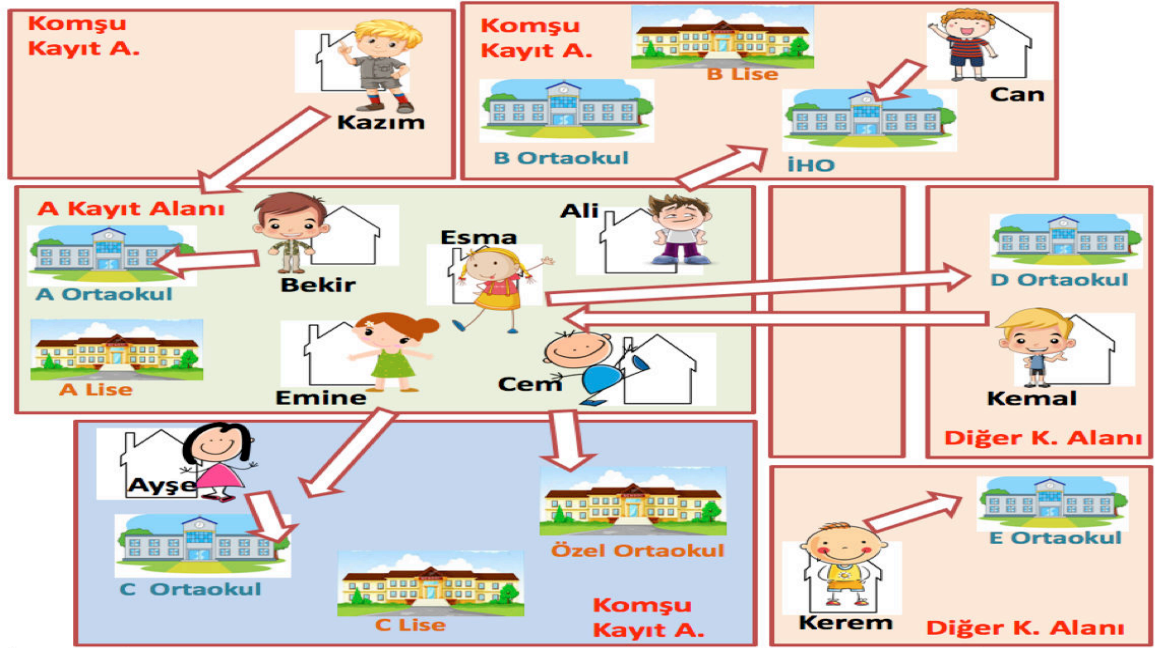 Komşu
Kayıt A.
Kazım
Komşu
Kayıt A.
B Lise
Can
B Ortaokul
İHO
A Kayıt Alanı
Ali
Esma
Bekir
A Ortaokul
D Ortaokul
A Lise
Emine
Cem
Kemal
Diğer K. Alanı
Ayşe
C Ortaokul
Özel Ortaokul
C Lise
Komşu
Kayıt A.
E Ortaokul
Kerem
Diğer K. Alanı